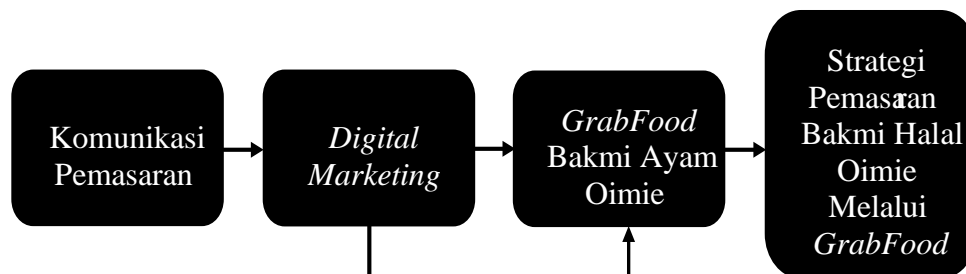 Komunikasi
Pemasaran
Digital
Marketing
GrabFood
Bakmi Ayam
Oimie
Strategi
Pemasaran
Bakmi Halal
Oimie
Melalui
GrabFood